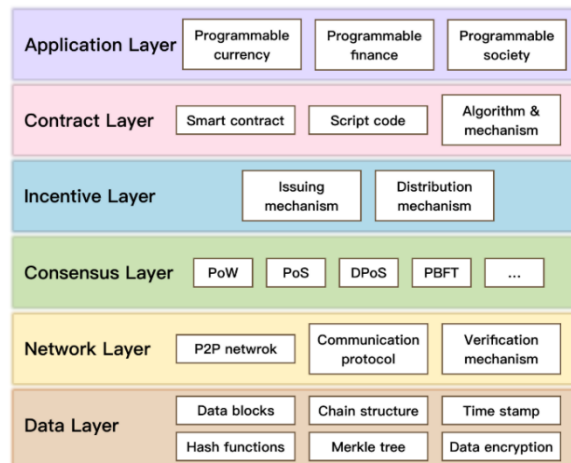 Application Layer
Programmable
currency
Programmable
finance
Programmable
society
Contract Layer
Smart contract
Script code
Algorithm &
mechanism
Incentive Layer
Issuing
mechanism
Distribution
mechanism
Consensus Layer
PoW
PoS
DPoS
PBFT
...
Network Layer
P2P netwrok
Communication
protocol
Verification
mechanism
Data Layer
Data blocks
Chain structure
Time stamp
Hash functions
Merkle tree
Data encryption